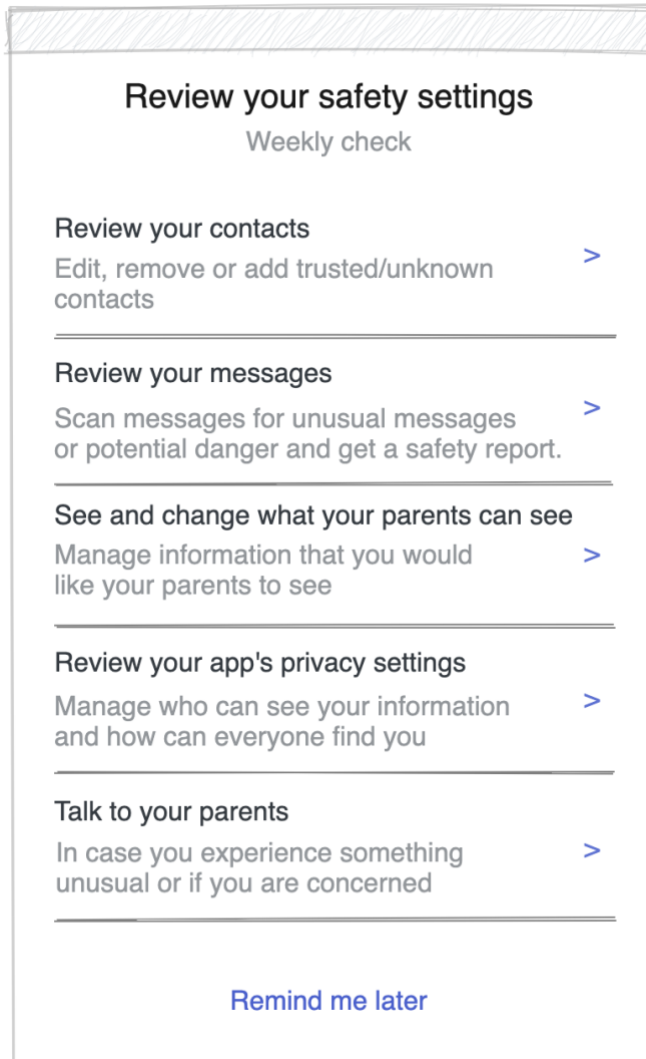 Review your safety settings
Weekly check
Review your contacts
Edit, remove or add trusted/unknown
contacts
>
Review your messages
Scan messages for unusual messages
or potential danger and get a safety report.
>
See and change what your parents can see
Manage information that you would
like your parents to see
>
Review your app's privacy settings
Manage who can see your information
and how can everyone find you
>
Talk to your parents
In case you experience something
unusual or if you are concerned
>
Remind me later